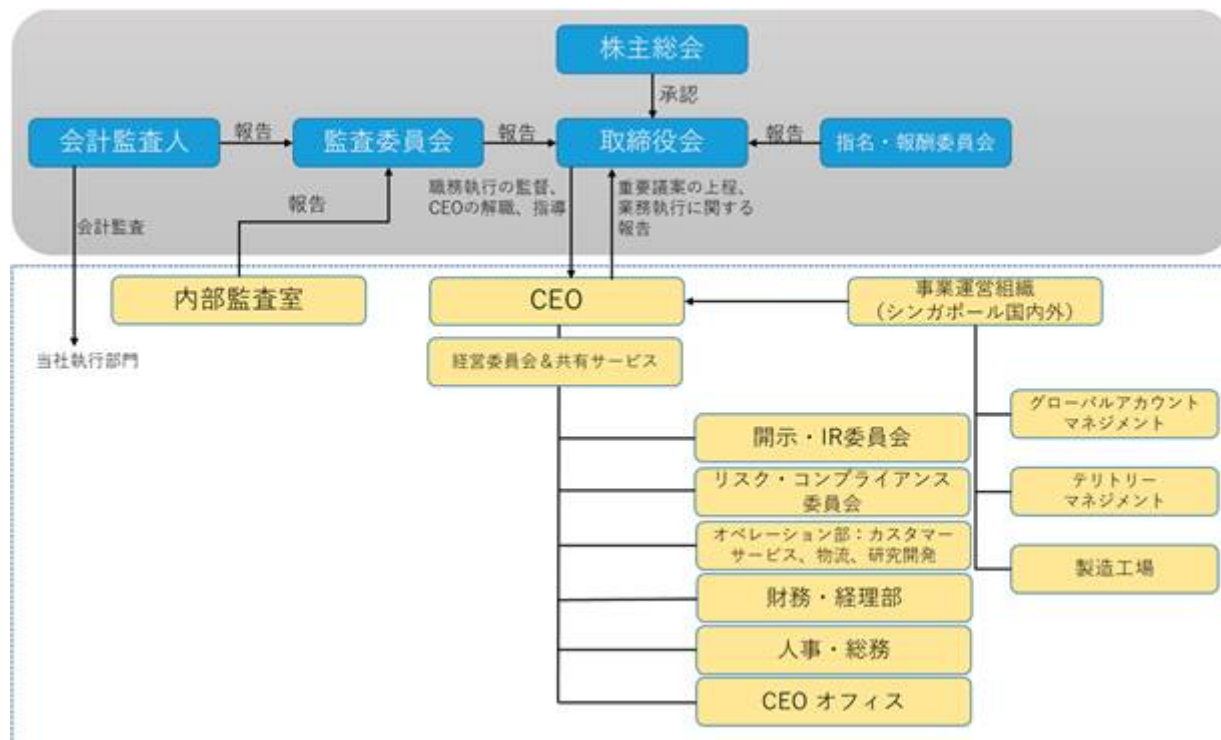 株主総会
承認
会計監査人
報告
監査委員会
報告
取締役会
報告
指名・報酬委員会
職務執行の監督、
CEOの解職、指導
重要議案の上程、
業務執行に関する
報告
報告
会計監査
内部監査室
CEO
事業運営組織
（シンガポール国内外）
当社執行部門
経営委員会＆共有サービス
グローバルアカウント
マネジメント
開示・IR委員会
リスク・コンプライアンス
委員会
テリトリー
マネジメント
オペレーション部：カスタマー
サービス、物流、研究開発
製造工場
財務・経理部
人事・総務
CEO オフィス